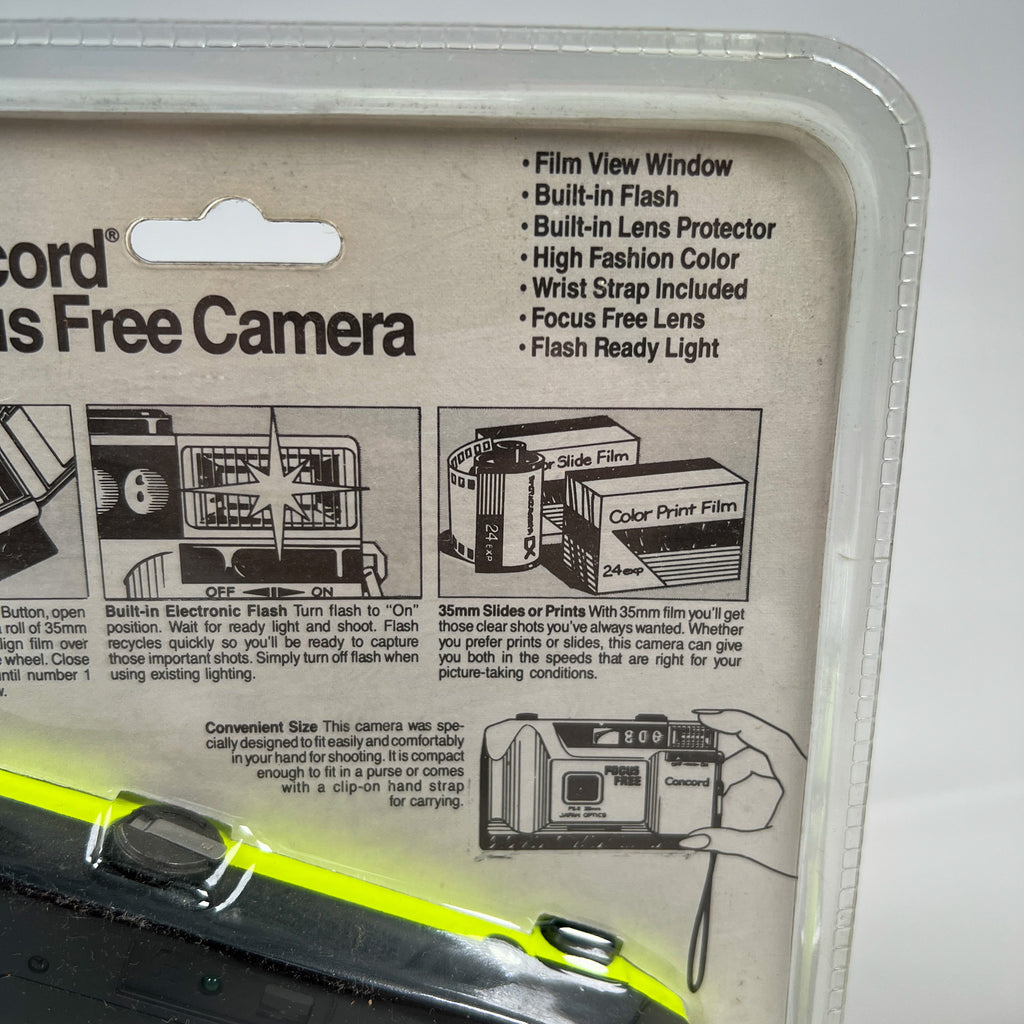 • Film View Window
• Built-in Flash
• Built-in Lens Protector
• High Fashion Color
• Wrist Strap Included
• Focus Free Lens
• Flash Ready Light
cord®
us Free Camera
8
OFF ON
or Slide Film
Color Print Film
24 EXP
DX
24 exp
Button, open
roll of 35mm
lign film over
wheel. Close
until number 1
w.
Built-in Electronic Flash Turn flash to "On"
position. Wait for ready light and shoot. Flash
recycles quickly so you'll be ready to capture
those important shots. Simply turn off flash when
using existing lighting.
35mm Slides or Prints With 35mm film you'll get
those clear shots you've always wanted. Whether
you prefer prints or slides, this camera can give
you both in the speeds that are right for your
picture-taking conditions.
Convenient Size This camera was spe-
cially designed to fit easily and comfortably
in your hand for shooting. It is compact
enough to fit in a purse or comes
with a clip-on hand strap
for carrying.
FOCUS
FREE
Concord
JAPAN OPTICS